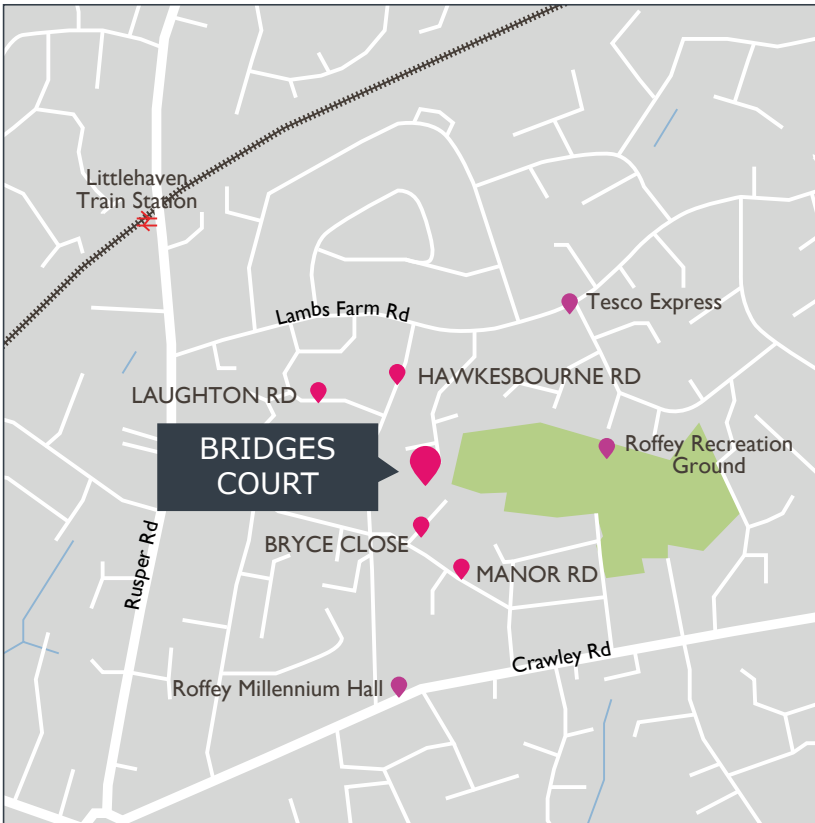 Littlehaven
Train Station
Lambs Farm Rd
Tesco Express
HAWKESBOURNE RD
LAUGHTON RD
BRIDGES
COURT
Roffey Recreation
Ground
BRYCE CLOSE
Rusper Rd
MANOR RD
Crawley Rd
Roffey Millennium Hall